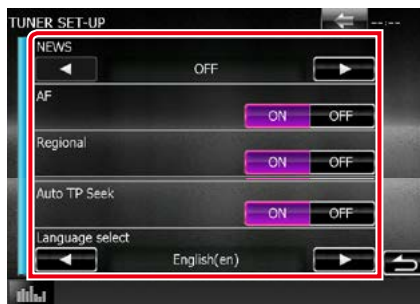 TUNER SET-UP --:--
NEWS
OFF
AF
ON OFF
Regional
ON OFF
Auto TP Seek
ON OFF
Language select
English(en)